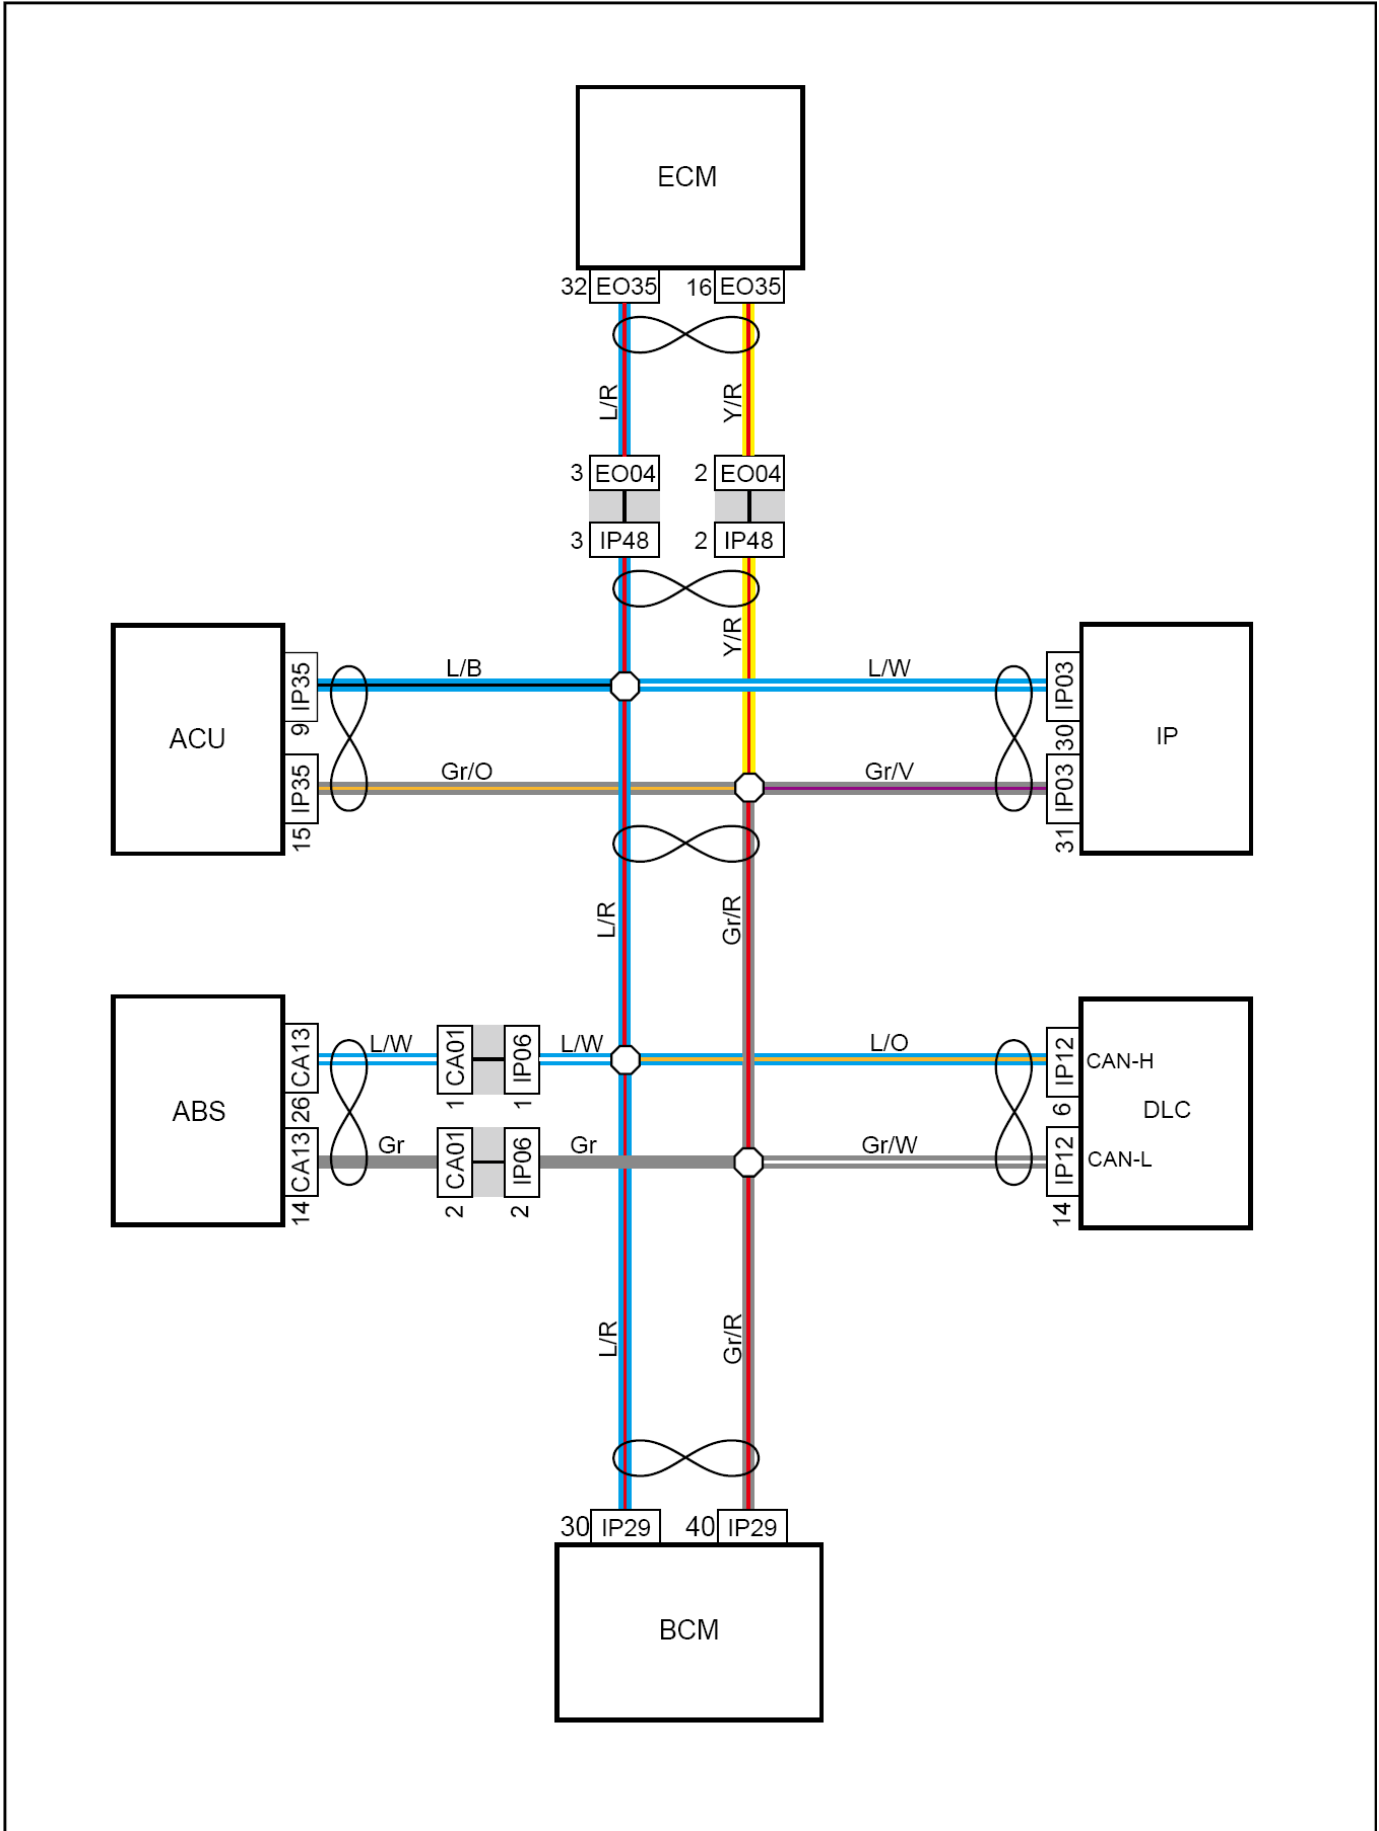 ECM
32 EO35 16 EO35
L/R Y/R
3 EO04 2 EO04
3 IP48 2 IP48
Y/R
L/B L/W
IP35 IP03
9 30
ACU IP
Gr/O Gr/V
IP35 IP03
15 31
L/R Gr/R
L/W L/W L/O
CA13 CA01 IP06 IP12 CAN-H
26 1 1 6
ABS DLC
Gr Gr Gr/W
CA13 CA01 IP06 IP12 CAN-L
14 2 2 14
L/R Gr/R
30 IP29 40 IP29
BCM